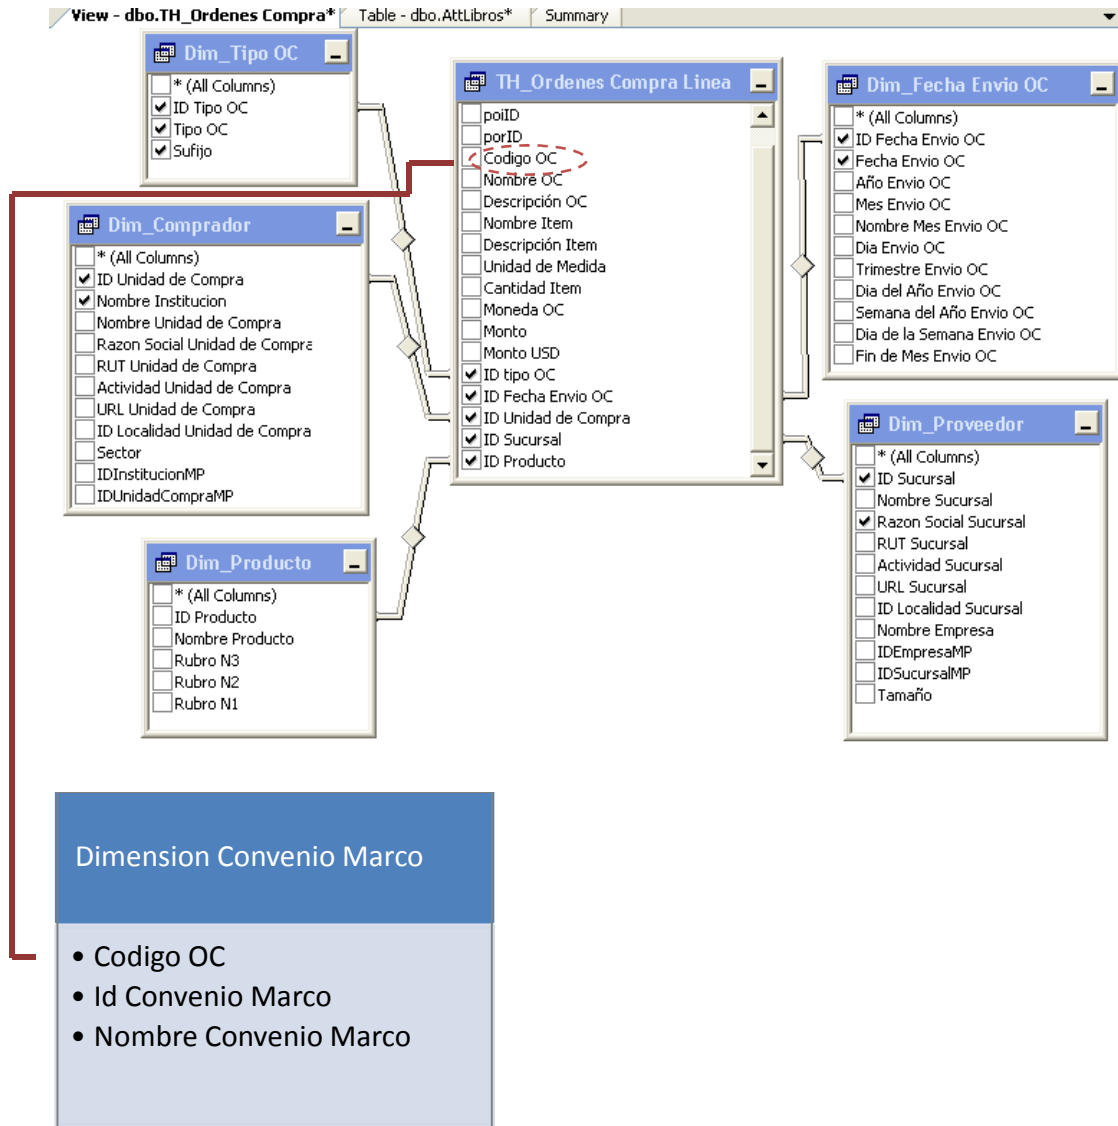 View - dbo.TH_Ordenes Compra* Table - dbo.AttLibros* Summary
Dim_Tipo OC
* (All Columns)
ID Tipo OC
Tipo OC
Sufijo
TH_Ordenes Compra Linea
poiID
porID
Codigo OC
Nombre OC
Descripción OC
Nombre Item
Descripción Item
Unidad de Medida
Cantidad Item
Moneda OC
Monto
Monto USD
ID tipo OC
ID Fecha Envio OC
ID Unidad de Compra
ID Sucursal
ID Producto
Dim_Fecha Envio OC
* (All Columns)
ID Fecha Envio OC
Fecha Envio OC
Año Envio OC
Mes Envio OC
Nombre Mes Envio OC
Dia Envio OC
Trimestre Envio OC
Dia del Año Envio OC
Semana del Año Envio OC
Dia de la Semana Envio OC
Fin de Mes Envio OC
Dim_Comprador
* (All Columns)
ID Unidad de Compra
Nombre Institucion
Nombre Unidad de Compra
Razon Social Unidad de Compra
RUT Unidad de Compra
Actividad Unidad de Compra
URL Unidad de Compra
ID Localidad Unidad de Compra
Sector
IDInstitucionMP
IDUnidadCompraMP
Dim_Proveedor
* (All Columns)
ID Sucursal
Nombre Sucursal
Razon Social Sucursal
RUT Sucursal
Actividad Sucursal
URL Sucursal
ID Localidad Sucursal
Nombre Empresa
IDEmpresaMP
IDSucursalMP
Tamaño
Dim_Producto
* (All Columns)
ID Producto
Nombre Producto
Rubro N3
Rubro N2
Rubro N1
Dimension Convenio Marco
• Codigo OC
• Id Convenio Marco
• Nombre Convenio Marco